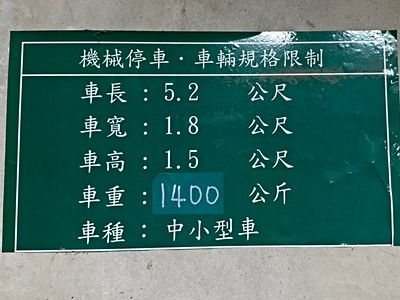 機械停車・車輛規格限制
車長：5.2 公尺
車寬：1.8 公尺
車高：1.5 公尺
車重：1400 公斤
車種：中小型車